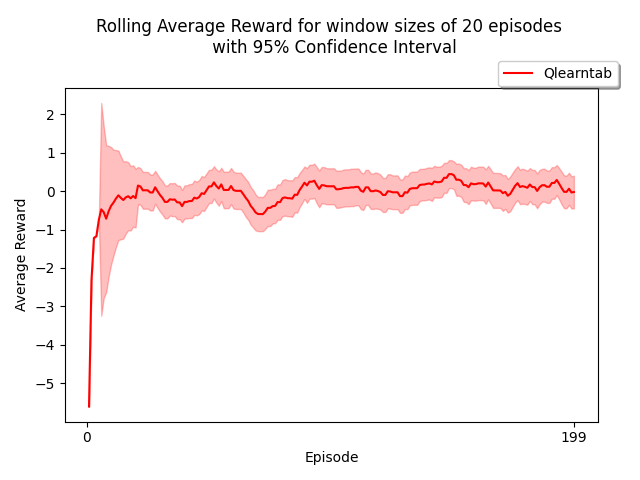 Rolling Average Reward for window sizes of 20 episodes
with 95% Confidence Interval
Qlearntab
2
1
0
−1
−2
−3
−4
−5
Average Reward
0
199
Episode